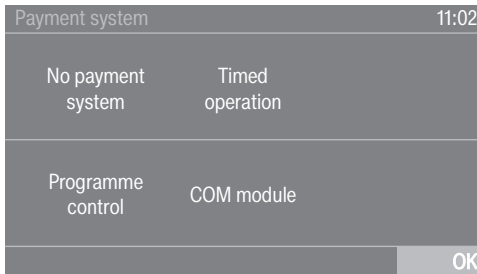 Payment system 11:02
No payment Timed
system operation
Programme COM module
control
OK